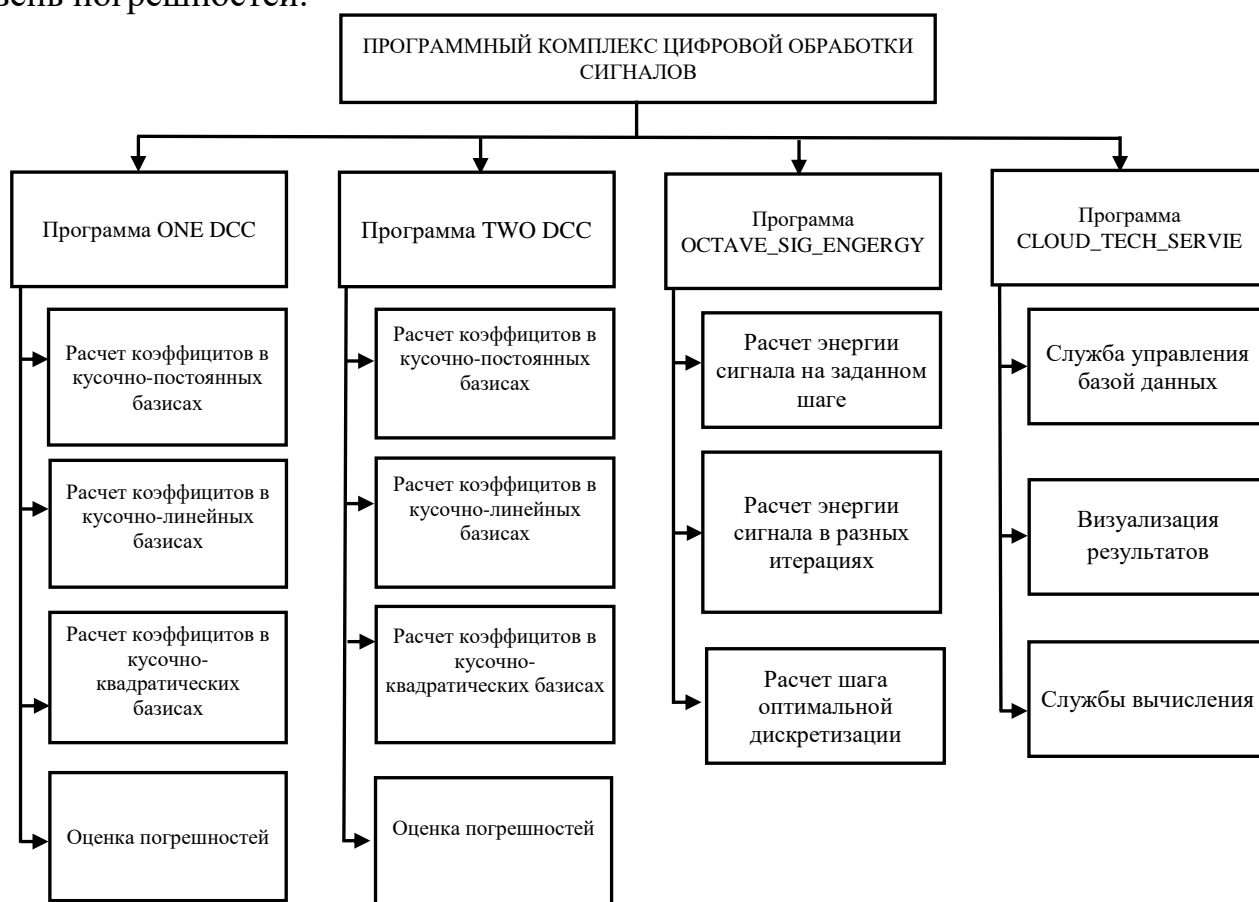 вень погрешностей.
ПРОГРАММНЫЙ КОМПЛЕКС ЦИФРОВОЙ ОБРАБОТКИ
СИГНАЛОВ
Программа ONE DCC
Расчет коэффицитов в
кусочно-постоянных
базисах
Расчет коэффицитов в
кусочно-линейных
базисах
Расчет коэффицитов в
кусочно-
квадратических
базисах
Оценка погрешностей
Программа TWO DCC
Расчет коэффицитов в
кусочно-постоянных
базисах
Расчет коэффицитов в
кусочно-линейных
базисах
Расчет коэффицитов в
кусочно-
квадратических базисах
Оценка погрешностей
Программа
OCTAVE_SIG_ENGERGY
Расчет энергии
сигнала на заданном
шаге
Расчет энергии
сигнала в разных
итерациях
Расчет шага
оптимальной
дискретизации
Программа
CLOUD_TECH_SERVIE
Служба управления
базой данных
Визуализация
результатов
Службы вычисления